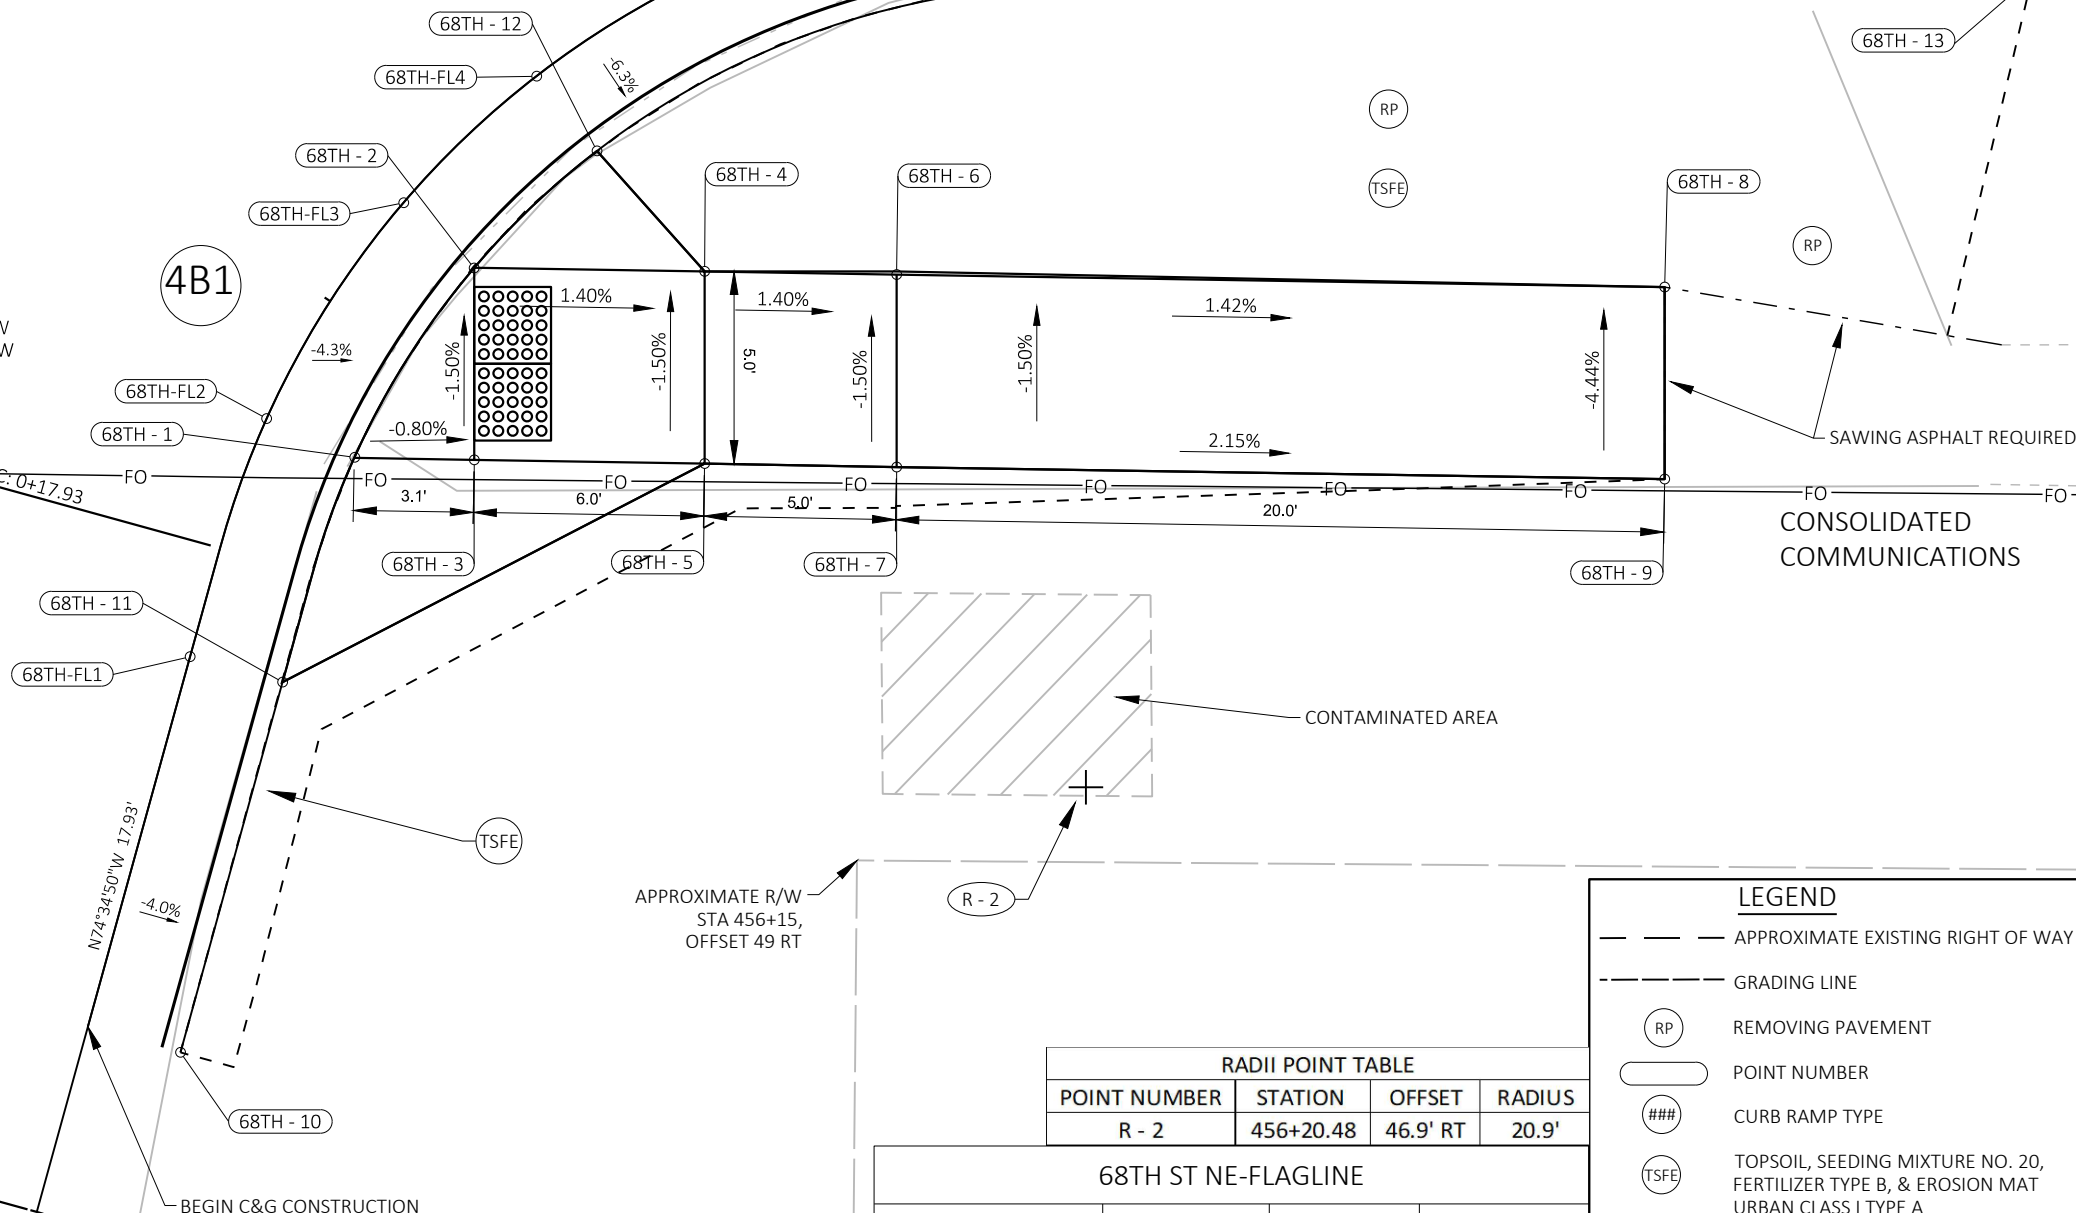 68TH - 12
68TH - 13
68TH-FL4
-6.3%
RP
68TH - 2
68TH - 4
68TH - 6
TSFE
68TH - 8
68TH-FL3
RP
4B1
1.40%
1.40%
1.42%
W
W
-4.3%
-1.50%
-1.50%
5.0'
-1.50%
-1.50%
-4.44%
68TH-FL2
68TH - 1
-0.80%
2.15%
SAWING ASPHALT REQUIRED
C: 0+17.93
FO
FO
FO
FO
FO
FO
FO
FO
FO
3.1'
6.0'
5.0'
20.0'
CONSOLIDATED
COMMUNICATIONS
68TH - 3
68TH - 5
68TH - 7
68TH - 9
68TH - 11
68TH-FL1
CONTAMINATED AREA
N74°34'50"W 17.93'
TSFE
-4.0%
APPROXIMATE R/W
STA 456+15,
OFFSET 49 RT
R - 2
68TH - 10
BEGIN C&G CONSTRUCTION
RADII POINT TABLE
POINT NUMBER STATION OFFSET RADIUS
R - 2 456+20.48 46.9' RT 20.9'
68TH ST NE-FLAGLINE
LEGEND
APPROXIMATE EXISTING RIGHT OF WAY
GRADING LINE
RP REMOVING PAVEMENT
POINT NUMBER
### CURB RAMP TYPE
TSFE TOPSOIL, SEEDING MIXTURE NO. 20,
FERTILIZER TYPE B, & EROSION MAT
URBAN CLASS I TYPE A